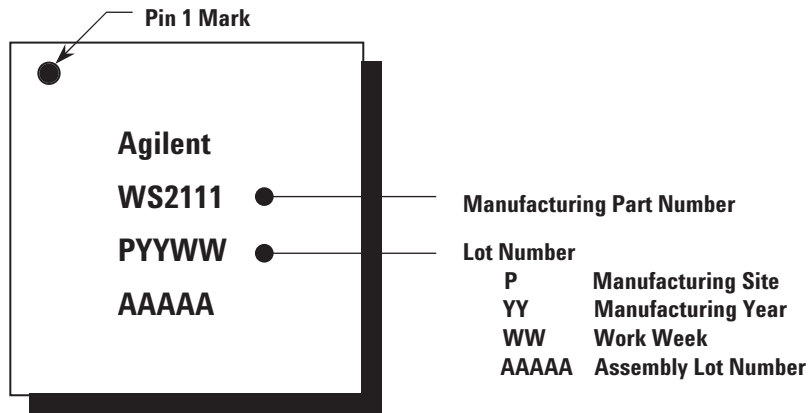 Pin 1 Mark
Agilent
WS2111
PYYWW
AAAAA
Manufacturing Part Number
Lot Number
P Manufacturing Site
YY Manufacturing Year
WW Work Week
AAAAA Assembly Lot Number